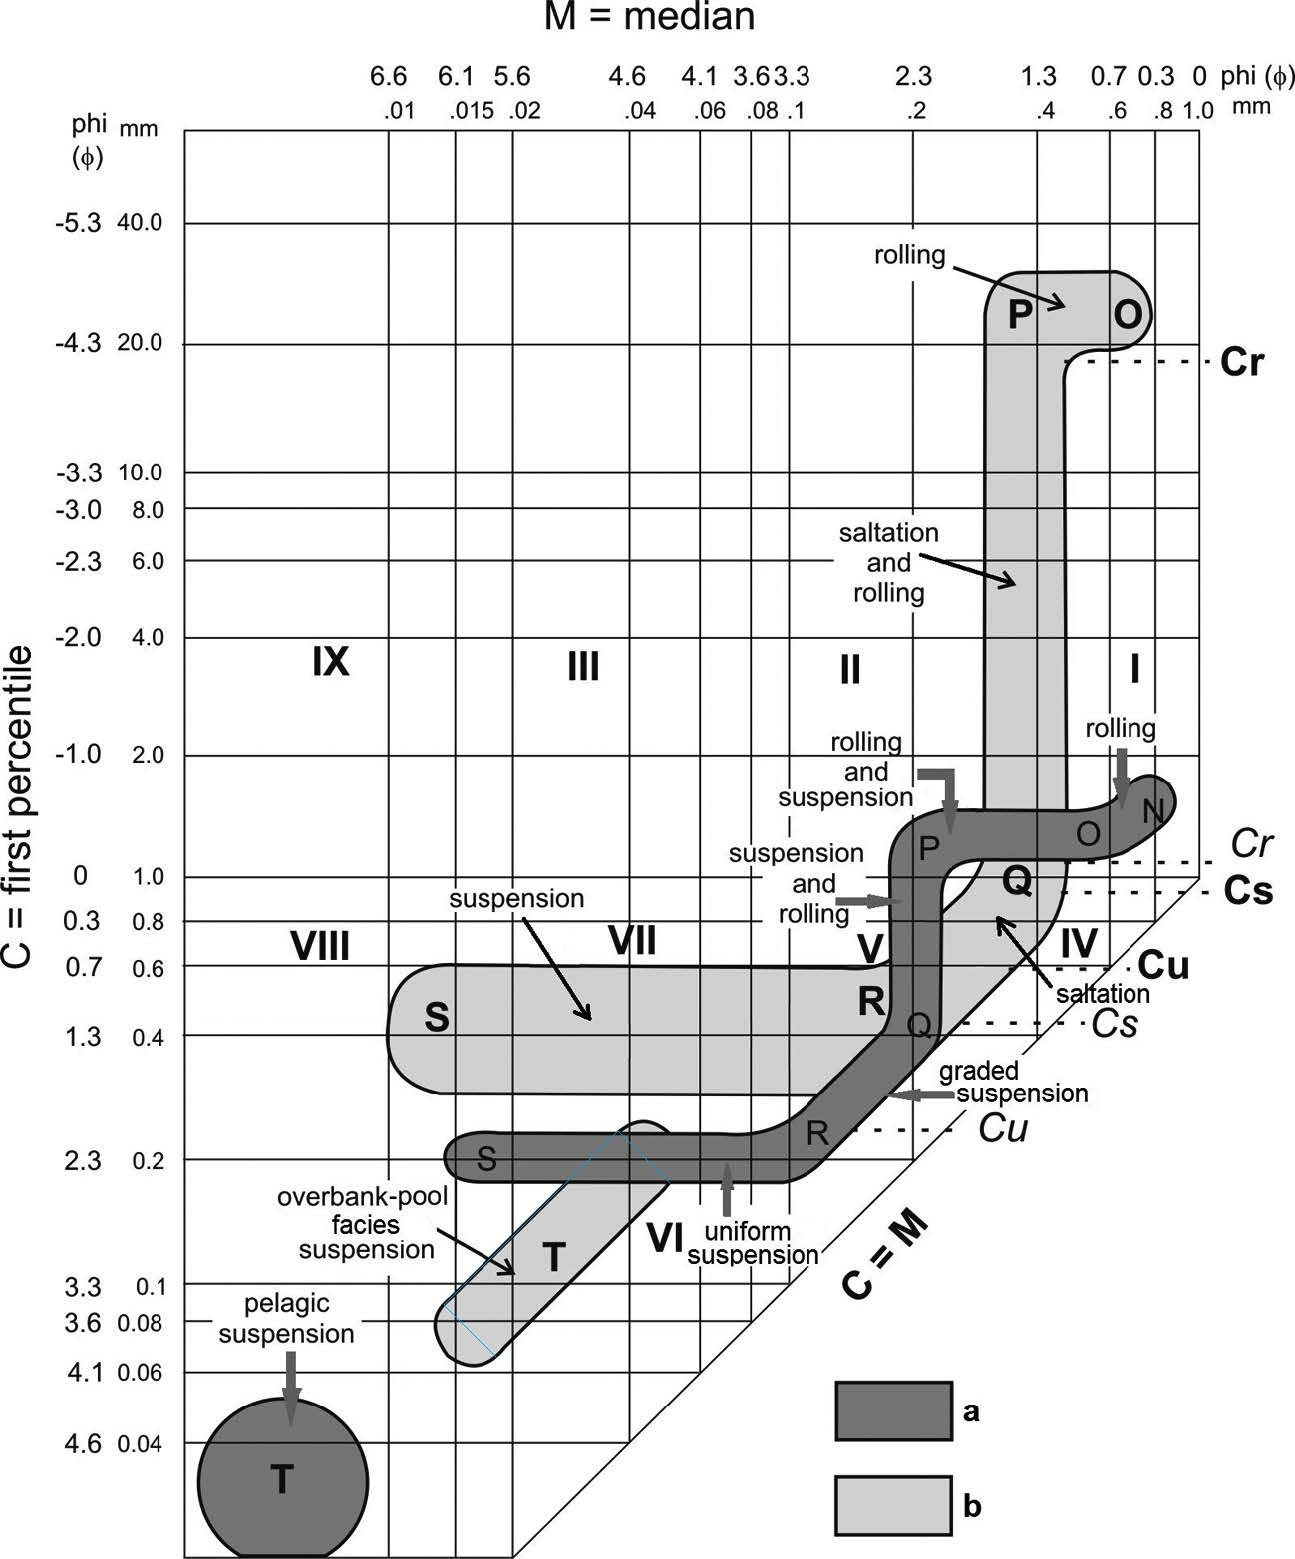 M = median
6.6 6.1 5.6 4.6 4.1 3.6 3.3 2.3 1.3 0.7 0.3 0 phi (ϕ)
.01 .015 .02 .04 .06 .08 .1 .2 .4 .6 .8 1.0 mm
phi mm
(ϕ)
-5.3 40.0
rolling
P O
-4.3 20.0
Cr
-3.3 10.0
-3.0 8.0
saltation
and
rolling
-2.3 6.0
-2.0 4.0
IX III II I
C = first percentile
rolling
rolling
and
suspension
-1.0 2.0
N
O
P
Cr
suspension
and
rolling
0 1.0
Q
Cs
suspension
0.3 0.8
VIII VII V IV
0.7 0.6
Cu
saltation
S R
Q
Cs
1.3 0.4
graded
suspension
R
Cu
S
2.3 0.2
overbank-pool
facies
suspension
T
VI
uniform
suspension
C = M
3.3 0.1
pelagic
suspension
3.6 0.08
4.1 0.06
a
4.6 0.04
T
b